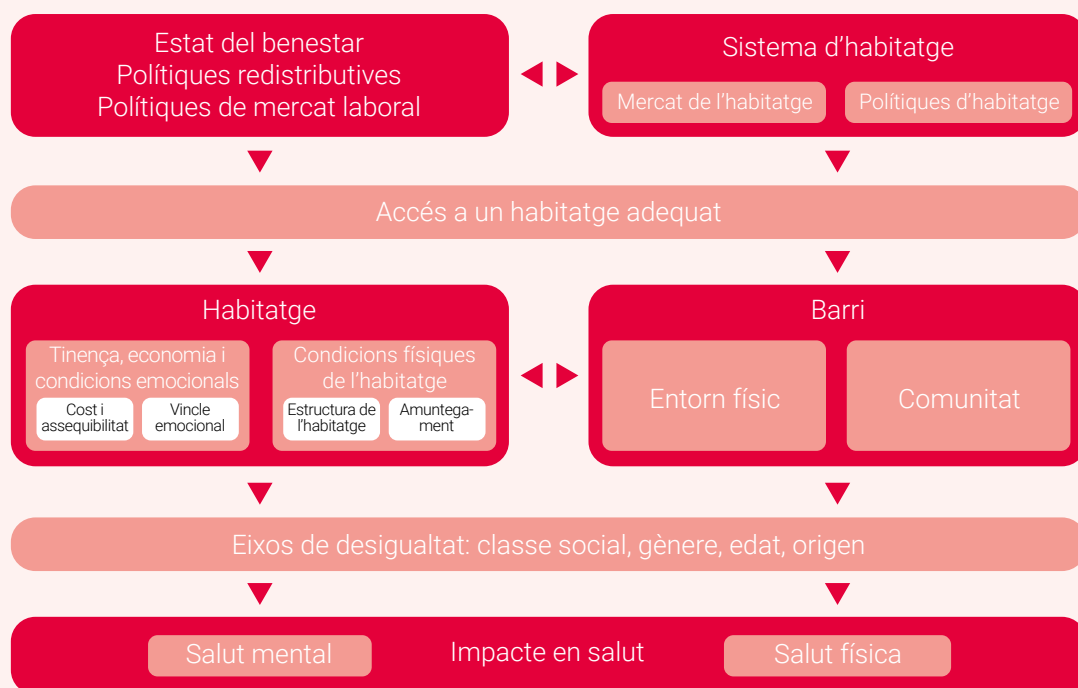 Estat del benestar
Polítiques redistributives
Polítiques de mercat laboral
Sistema d’habitatge
Mercat de l’habitatge
Polítiques d’habitatge
Accés a un habitatge adequat
Habitatge
Tinença, economia i
condicions emocionals
Cost i
assequibilitat
Vincle
emocional
Condicions físiques
de l’habitatge
Estructura de
l’habitatge
Amuntega-
ment
Barri
Entorn físic
Comunitat
Eixos de desigualtat: classe social, gènere, edat, origen
Salut mental
Impacte en salut
Salut física